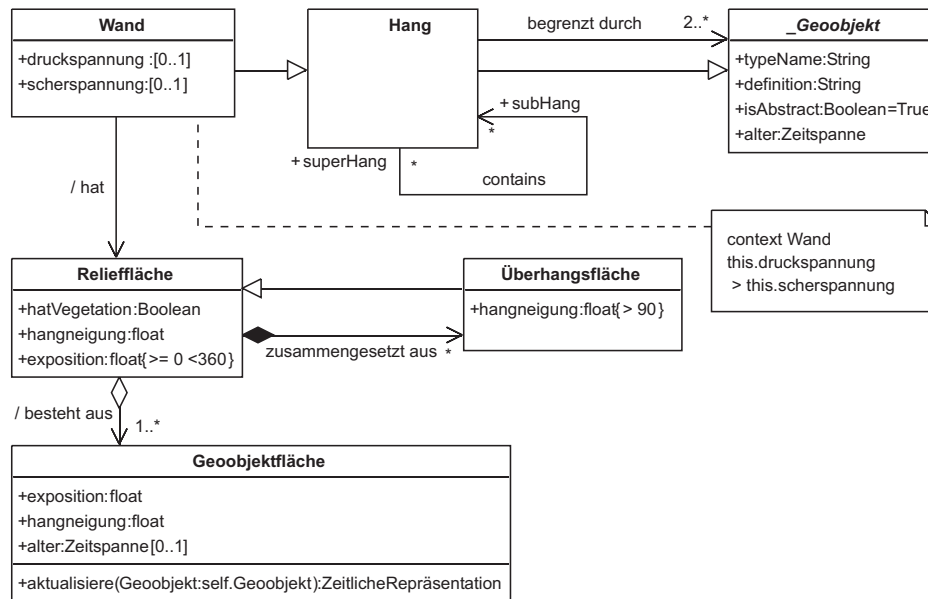 Wand
+druckspannung :[0..1]
+scherspannung:[0..1]
Hang
begrenzt durch
2..*
_Geoobjekt
+typeName:String
+definition:String
+isAbstract:Boolean=True
+alter:Zeitspanne
+ subHang
*
+ superHang
*
contains
/ hat
context Wand
this.druckspannung
> this.scherspannung
Relieffläche
+hatVegetation:Boolean
+hangneigung:float
+exposition:float{>= 0 <360}
Überhangsfläche
+hangneigung:float{> 90}
zusammengesetzt aus
*
/ besteht aus
1..*
Geoobjektfläche
+exposition:float
+hangneigung:float
+alter:Zeitspanne[0..1]
+aktualisiere(Geoobjekt:self.Geoobjekt):ZeitlicheRepräsentation